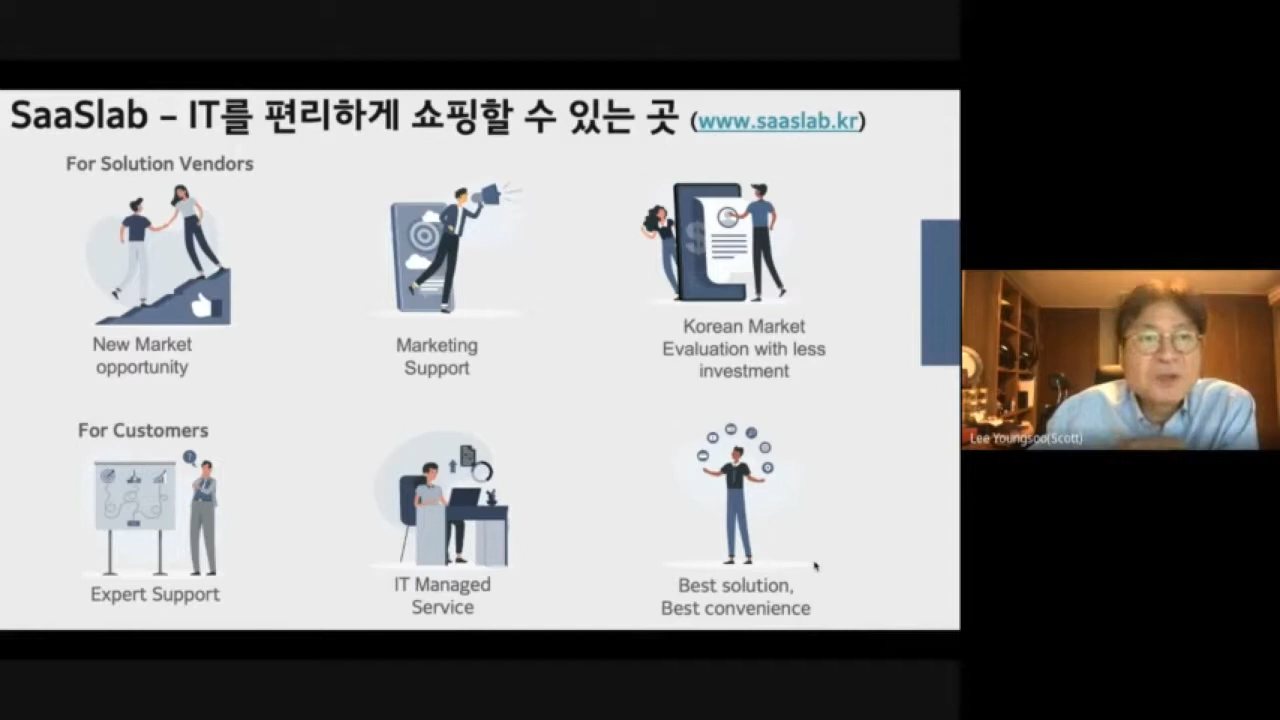 SaaSlab – IT를 편리하게 쇼핑할 수 있는 곳 (www.saaslab.kr)
For Solution Vendors
New Market
opportunity
Marketing
Support
Korean Market
Evaluation with less
investment
For Customers
Expert Support
IT Managed
Service
Best solution,
Best convenience
Lee Youngsoo(Scott)